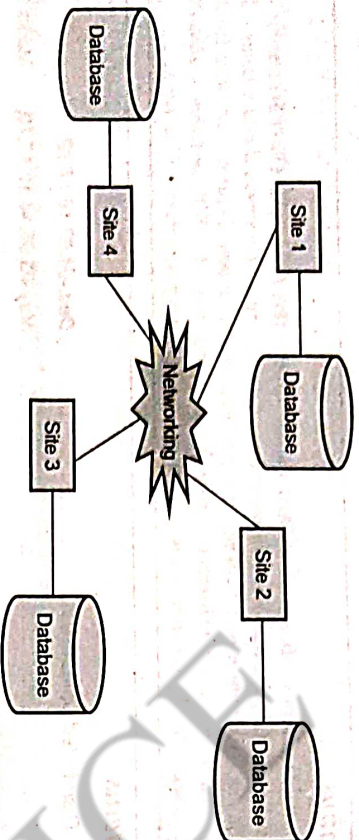 Site 1
Database
Site 2
Database
Networking
Database
Site 4
Site 3
Database